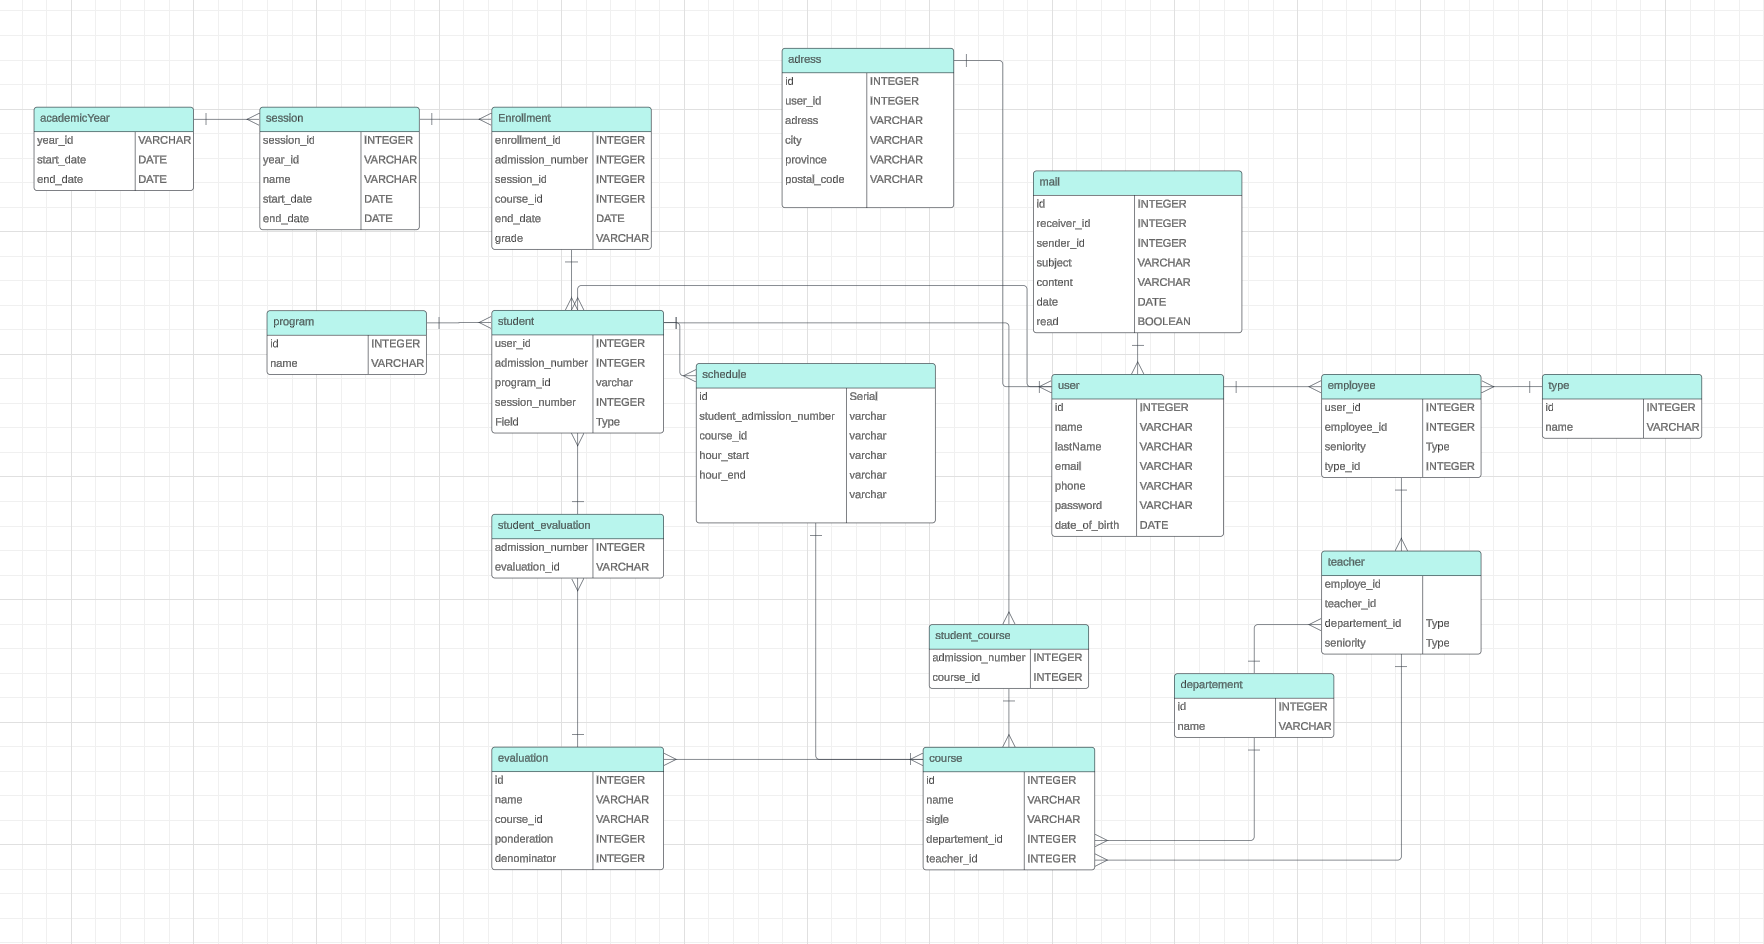 adress
id INTEGER
user_id INTEGER
adress VARCHAR
city VARCHAR
province VARCHAR
postal_code VARCHAR
academicYear
year_id VARCHAR
start_date DATE
end_date DATE
session
session_id INTEGER
year_id VARCHAR
name VARCHAR
start_date DATE
end_date DATE
Enrollment
enrollment_id INTEGER
admission_number INTEGER
session_id INTEGER
course_id INTEGER
end_date DATE
grade VARCHAR
mail
id INTEGER
receiver_id INTEGER
sender_id INTEGER
subject VARCHAR
content VARCHAR
date DATE
read BOOLEAN
program
id INTEGER
name VARCHAR
student
user_id INTEGER
admission_number INTEGER
program_id varchar
session_number INTEGER
Field Type
schedule
id Serial
student_admission_number varchar
course_id varchar
hour_start varchar
hour_end varchar
varchar
user
id INTEGER
name VARCHAR
lastName VARCHAR
email VARCHAR
phone VARCHAR
password VARCHAR
date_of_birth DATE
employee
user_id INTEGER
employee_id INTEGER
seniority Type
type_id INTEGER
type
id INTEGER
name VARCHAR
student_evaluation
admission_number INTEGER
evaluation_id VARCHAR
teacher
employe_id
teacher_id
departement_id Type
seniority Type
student_course
admission_number INTEGER
course_id INTEGER
departement
id INTEGER
name VARCHAR
evaluation
id INTEGER
name VARCHAR
course_id VARCHAR
ponderation INTEGER
denominator INTEGER
course
id INTEGER
name VARCHAR
sigle VARCHAR
departement_id INTEGER
teacher_id INTEGER